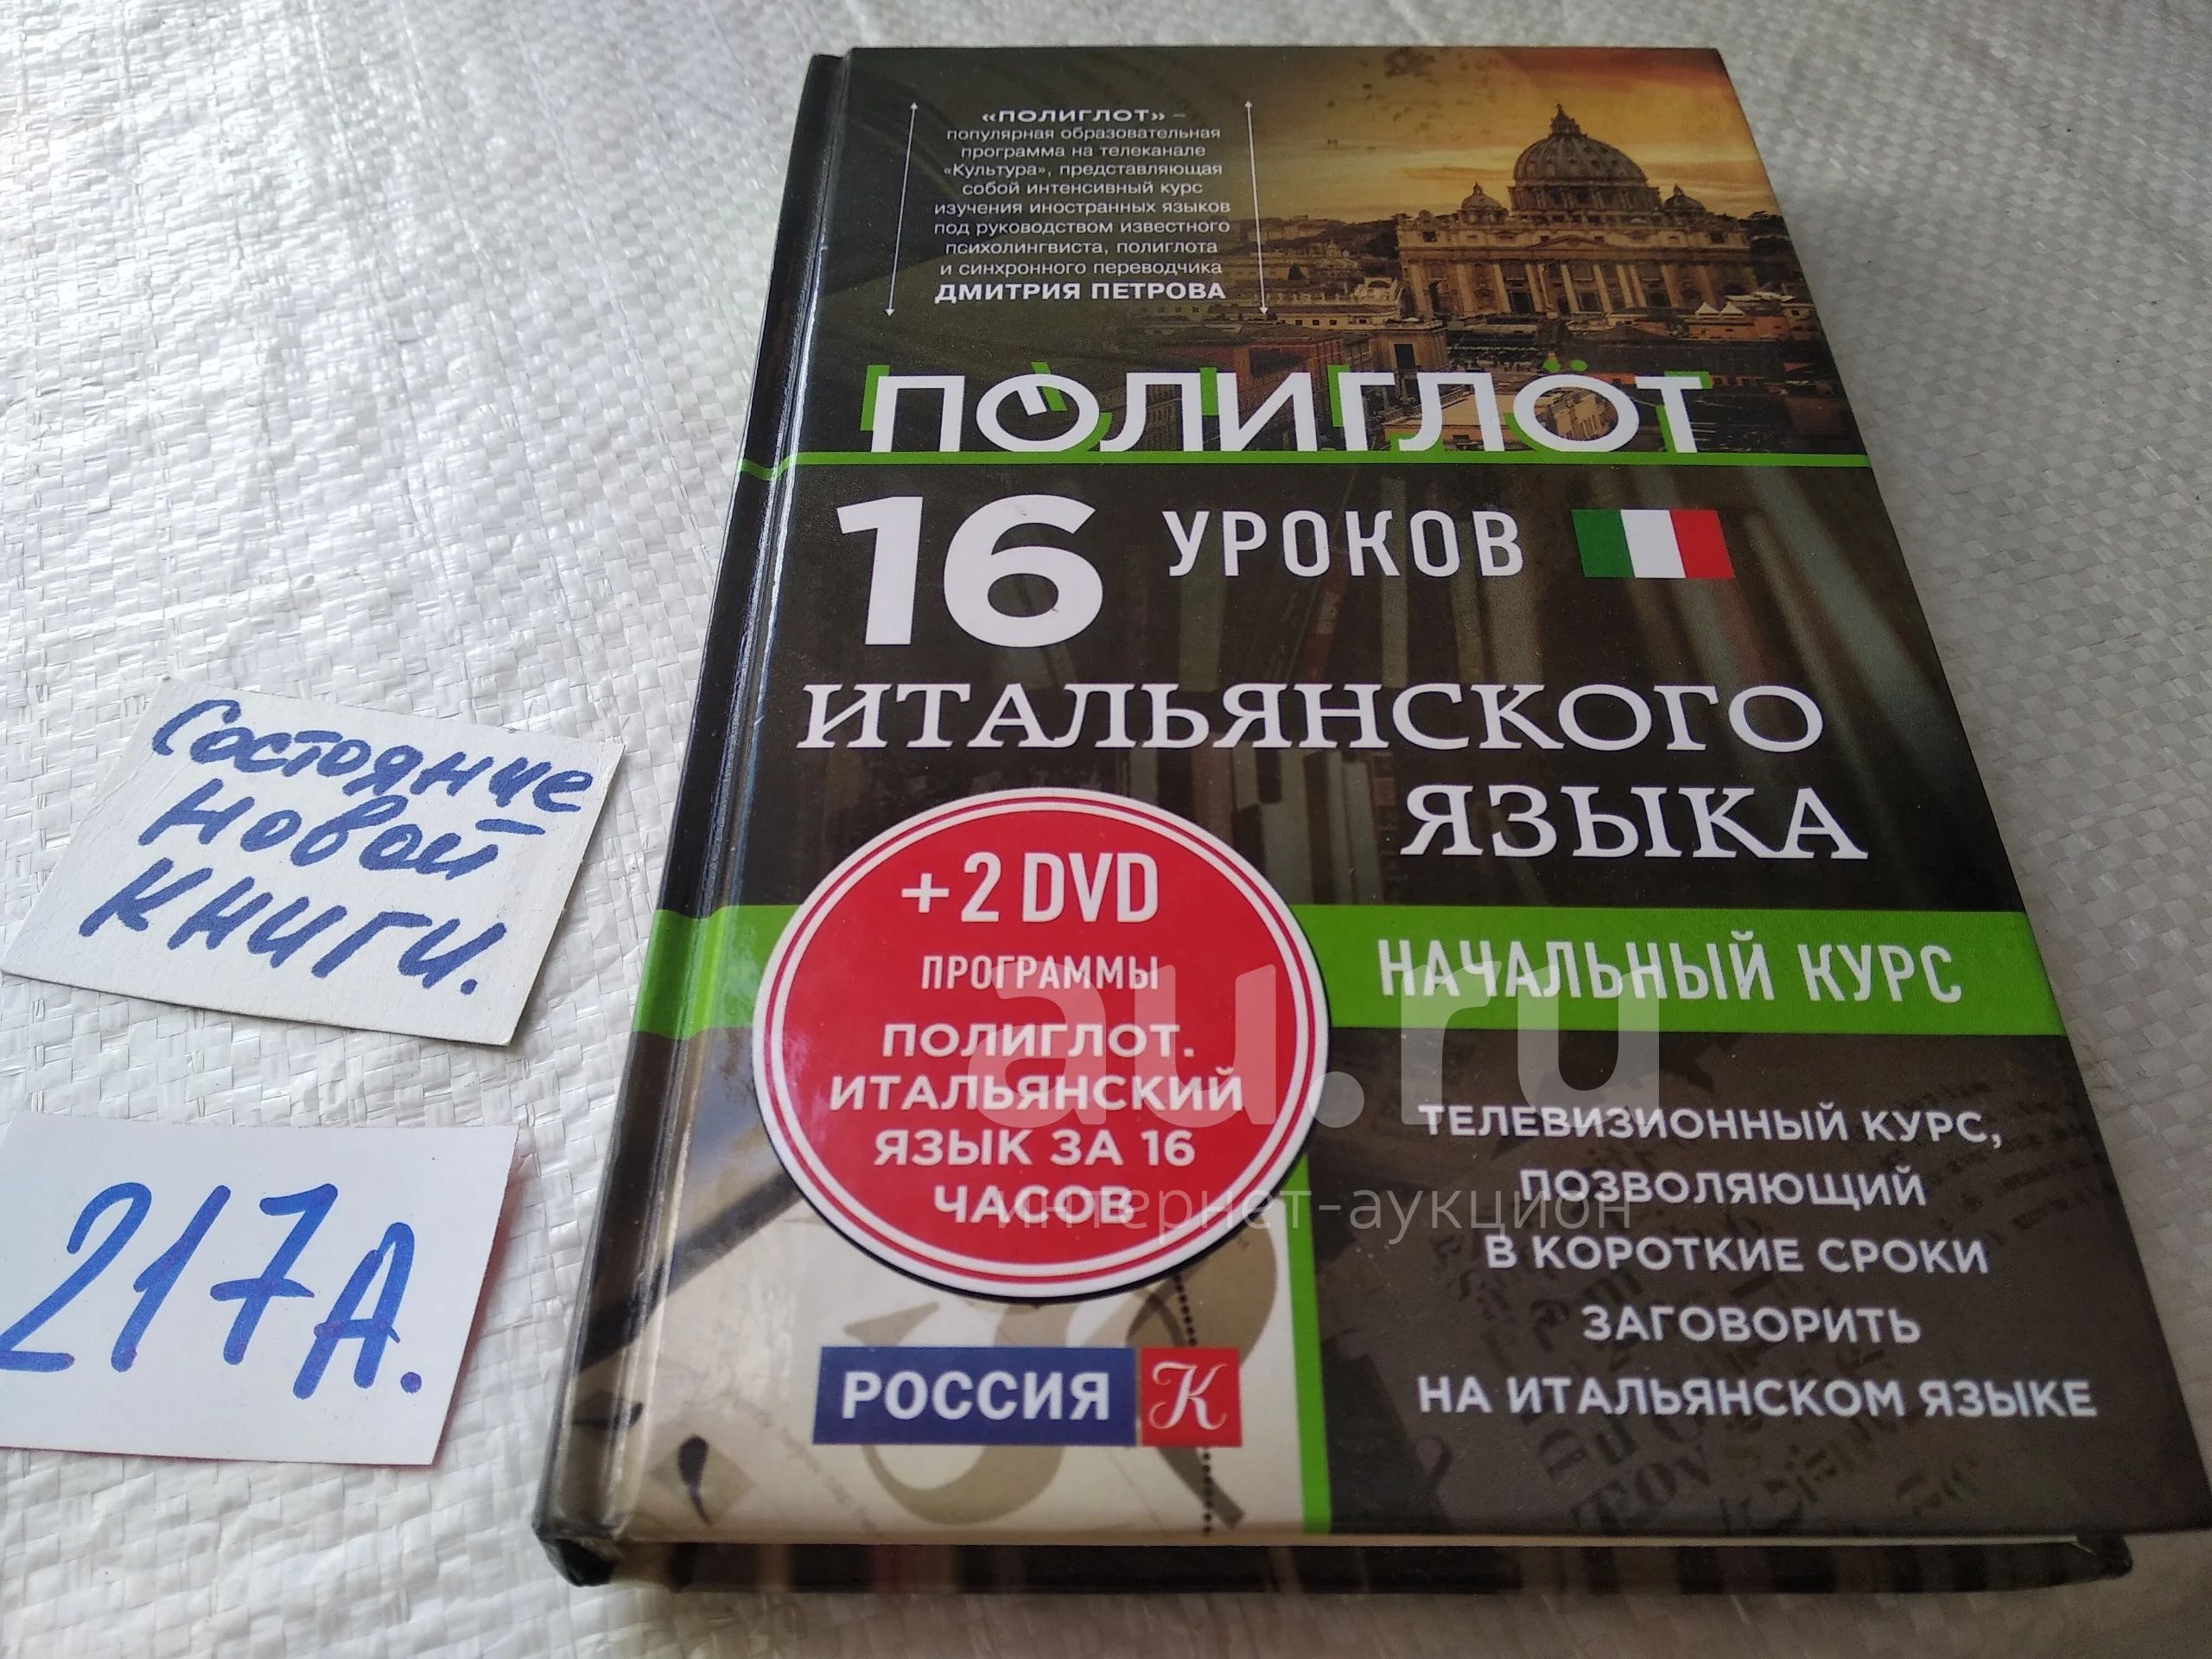 «ПОЛИГЛОТ» –
популярная образовательная
программа на телеканале
«Культура», представляющая
собой интенсивный курс
изучения иностранных языков
под руководством известного
психолингвиста, полиглота
и синхронного переводчика
ДМИТРИЯ ПЕТРОВА
ПОЛИГЛОТ
16 УРОКОВ
ИТАЛЬЯНСКОГО
ЯЗЫКА
НАЧАЛЬНЫЙ КУРС
+2 DVD
ПРОГРАММЫ
ПОЛИГЛОТ.
ИТАЛЬЯНСКИЙ
ЯЗЫК ЗА 16
ЧАСОВ
ТЕЛЕВИЗИОННЫЙ КУРС,
ПОЗВОЛЯЮЩИЙ
В КОРОТКИЕ СРОКИ
ЗАГОВОРИТЬ
НА ИТАЛЬЯНСКОМ ЯЗЫКЕ
РОССИЯ К
Состояние
новой
книги.
217А.
au.ru
интернет-аукцион